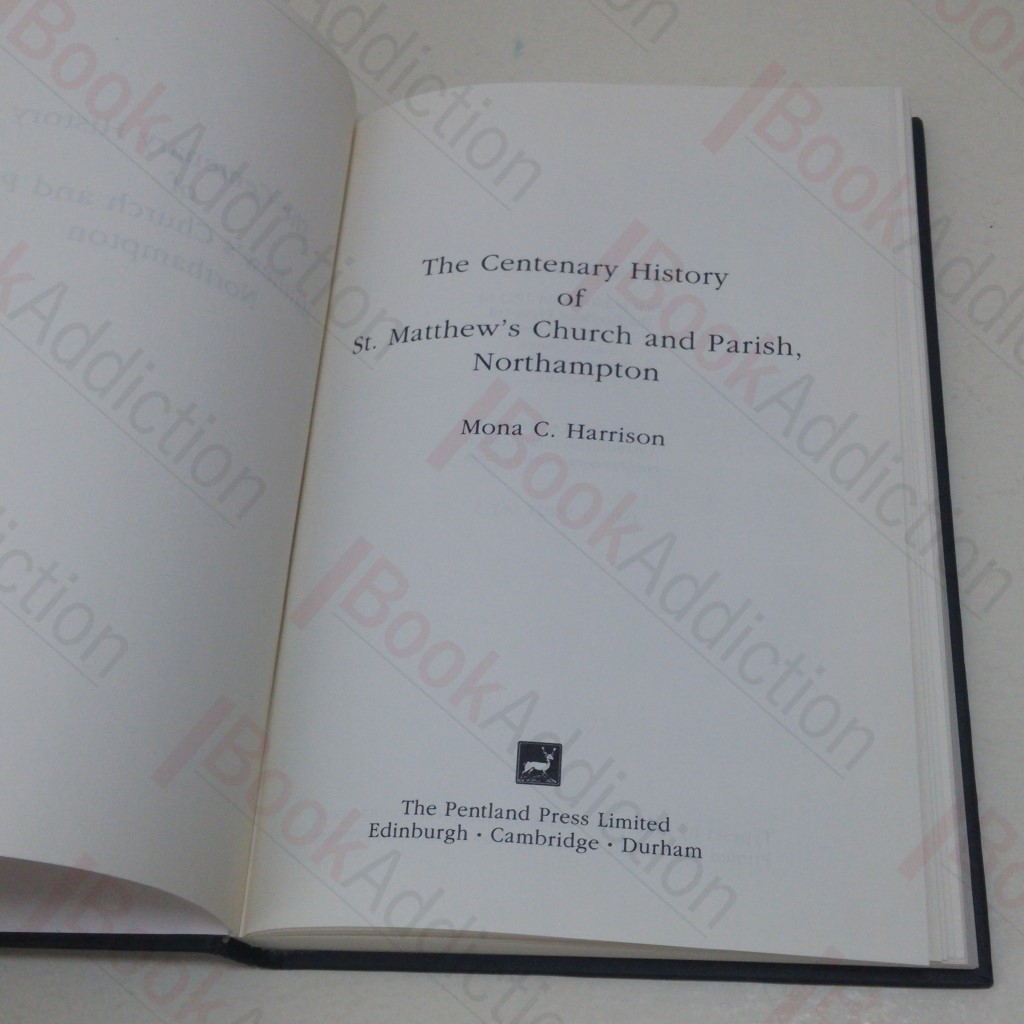 The Centenary History
of
St. Matthew's Church and Parish,
Northampton
Mona C. Harrison
The Pentland Press Limited
Edinburgh · Cambridge · Durham
BookAddiction